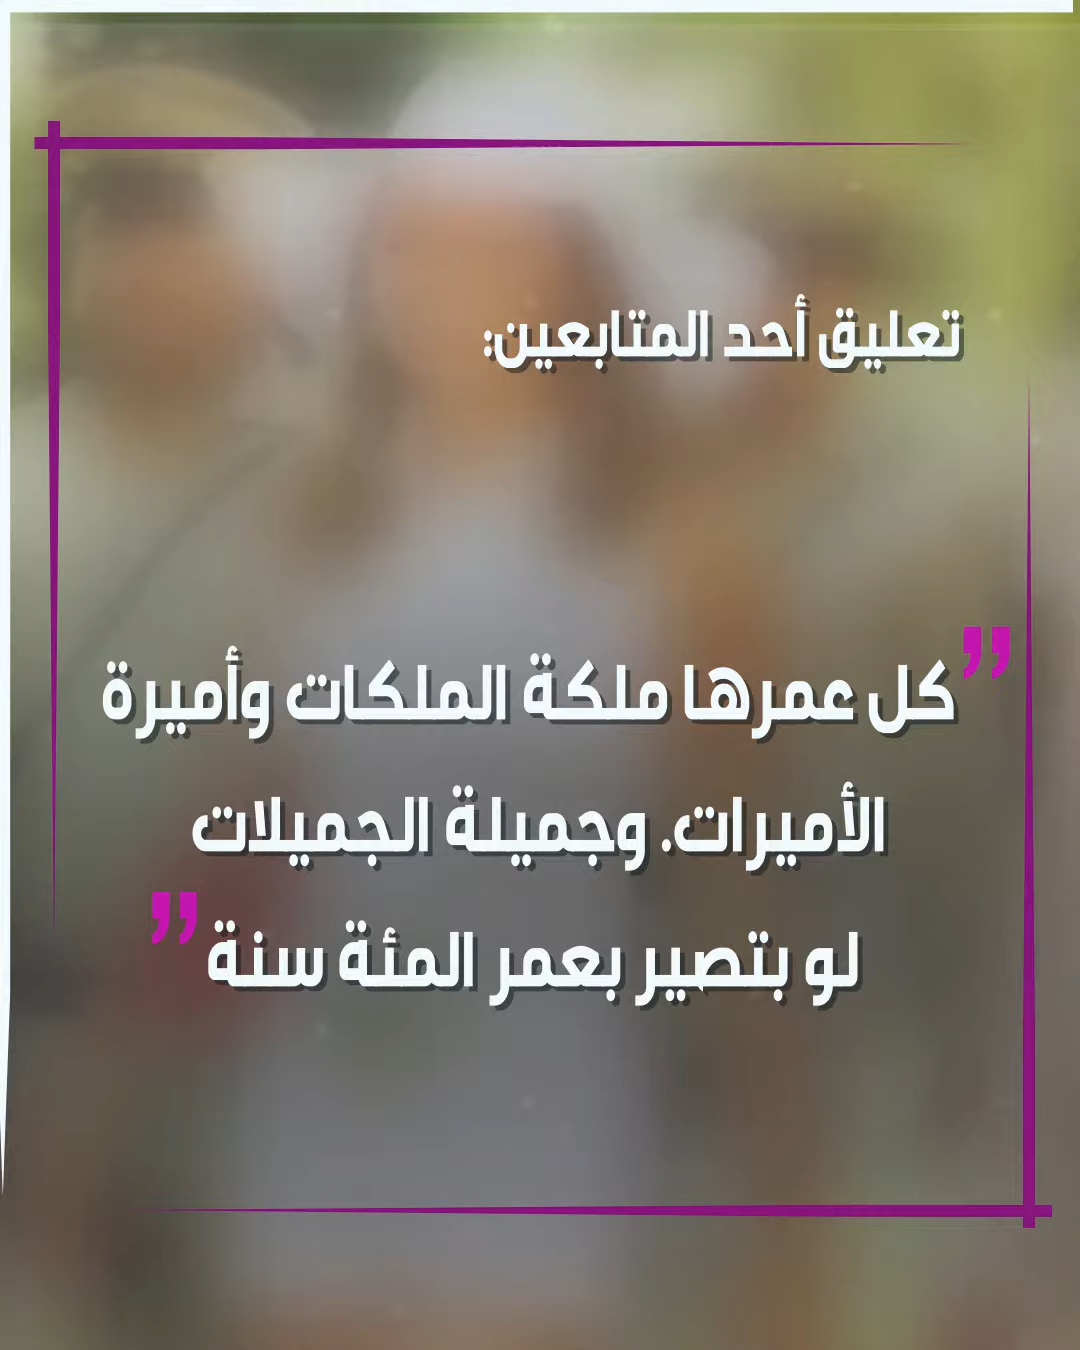 تعليق أحد المتابعين:
”كل عمرها ملكة الملكات وأميرة
الأميرات. وجميلة الجميلات
لو بتصير بعمر المئة سنة”